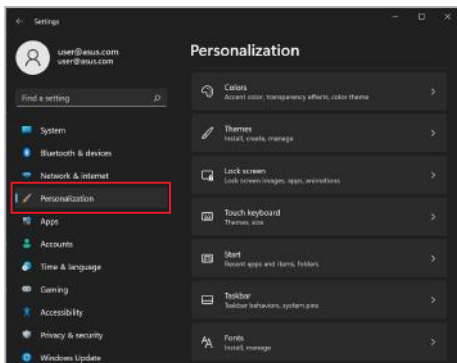 Settings
user@asus.com
user@asus.com
Find a setting
System
Bluetooth & devices
Network & internet
Personalization
Apps
Accounts
Time & language
Gaming
Accessibility
Privacy & security
Windows Update
Personalization
Colors
Accent color, transparency effects, color theme
Themes
Install, create, manage
Lock screen
Lock screen images, apps, animations
Touch keyboard
Themes, size
Start
Recent apps and items, folders
Taskbar
Taskbar behaviors, system pins
Fonts
Install, manage